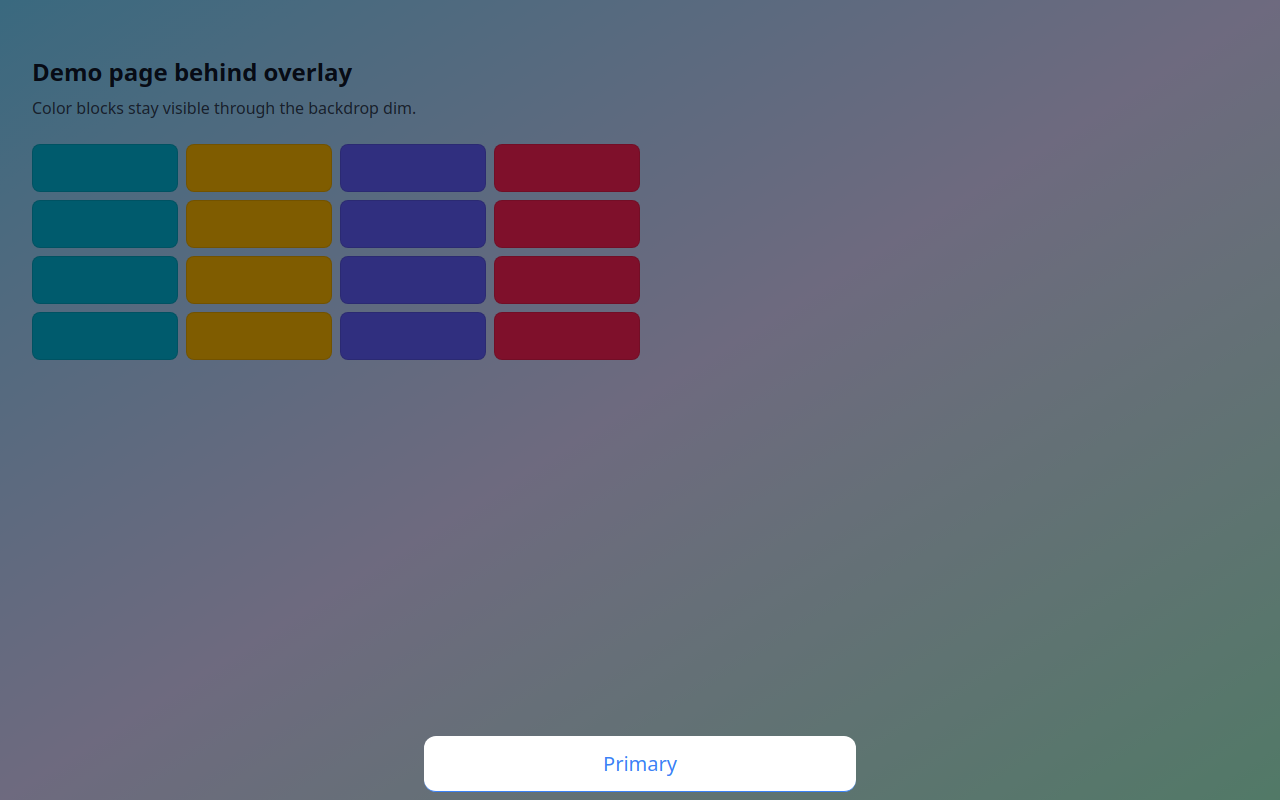 Demo page behind overlay
Color blocks stay visible through the backdrop dim.
Primary